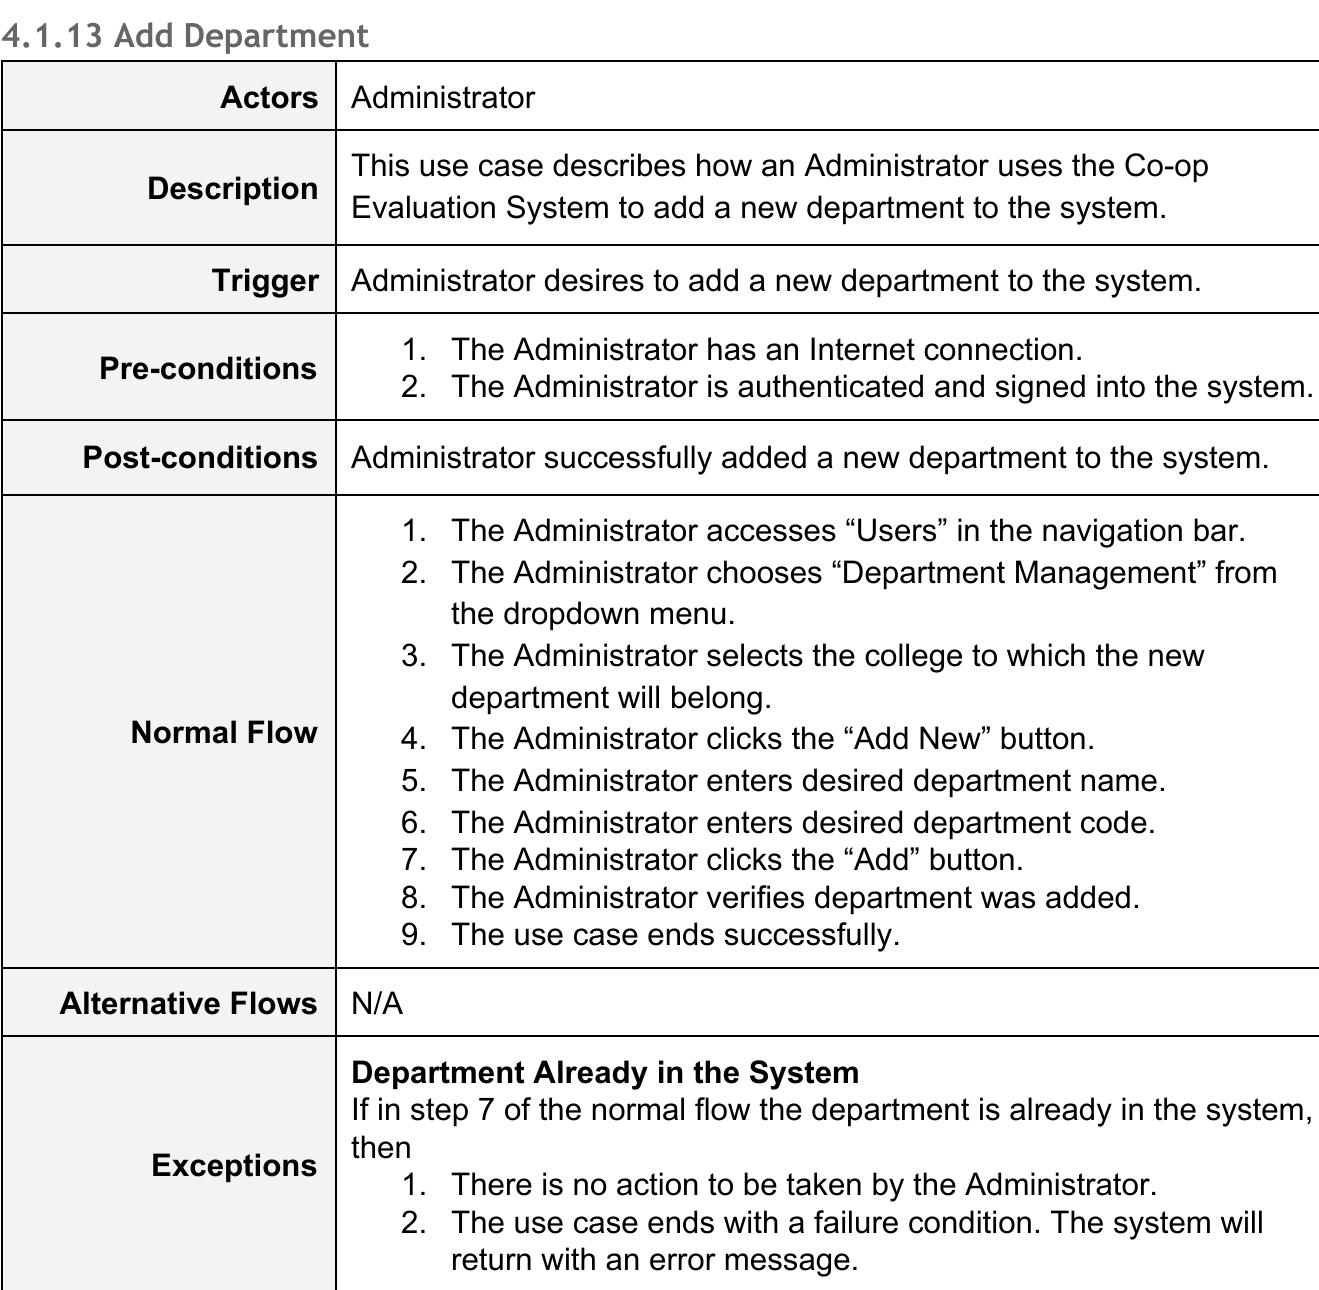 4.1.13 Add Department
Actors
Administrator
Description
This use case describes how an Administrator uses the Co-op
Evaluation System to add a new department to the system.
Trigger
Administrator desires to add a new department to the system.
Pre-conditions
1. The Administrator has an Internet connection.
2. The Administrator is authenticated and signed into the system.
Post-conditions
Administrator successfully added a new department to the system.
Normal Flow
1. The Administrator accesses “Users” in the navigation bar.
2. The Administrator chooses “Department Management” from
the dropdown menu.
3. The Administrator selects the college to which the new
department will belong.
4. The Administrator clicks the “Add New” button.
5. The Administrator enters desired department name.
6. The Administrator enters desired department code.
7. The Administrator clicks the “Add” button.
8. The Administrator verifies department was added.
9. The use case ends successfully.
Alternative Flows
N/A
Exceptions
Department Already in the System
If in step 7 of the normal flow the department is already in the system,
then
1. There is no action to be taken by the Administrator.
2. The use case ends with a failure condition. The system will
return with an error message.